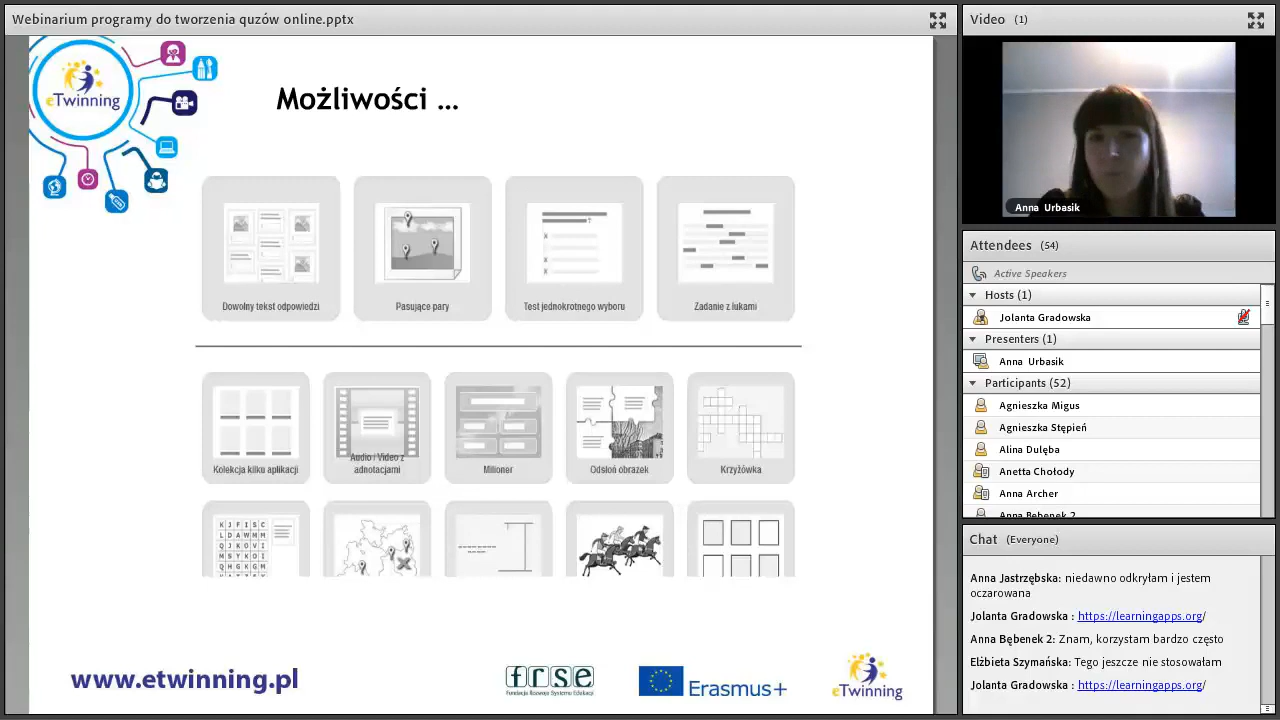 Webinarium programy do tworzenia quzów online.pptx
eTwinning
Możliwości ...
Dowolny tekst odpowiedzi
Pasujące pary
Test jednokrotnego wyboru
Zadanie z lukami
Kolekcja kilku aplikacji
Audio i Video z
adnotacjami
Milioner
Odsłoń obrazek
Krzyżówka
K J F I S C
L D A W M M
Q J K O V I
www.etwinning.pl
frse
Fundacja Rozwoju Systemu Edukacji
Erasmus+
eTwinning
Video (1)
Anna Urbasik
Attendees (54)
Active Speakers
Hosts (1)
Jolanta Gradowska
Presenters (1)
Anna Urbasik
Participants (52)
Agnieszka Migus
Agnieszka Stępień
Alina Dulęba
Anetta Chołody
Anna Archer
Anna Bębenek 2
Chat (Everyone)
Anna Jastrzębska: niedawno odkryłam i jestem
oczarowana
Jolanta Gradowska : https://learningapps.org/
Anna Bębenek 2: Znam, korzystam bardzo często
Elżbieta Szymańska: Tego jeszcze nie stosowałam
Jolanta Gradowska : https://learningapps.org/